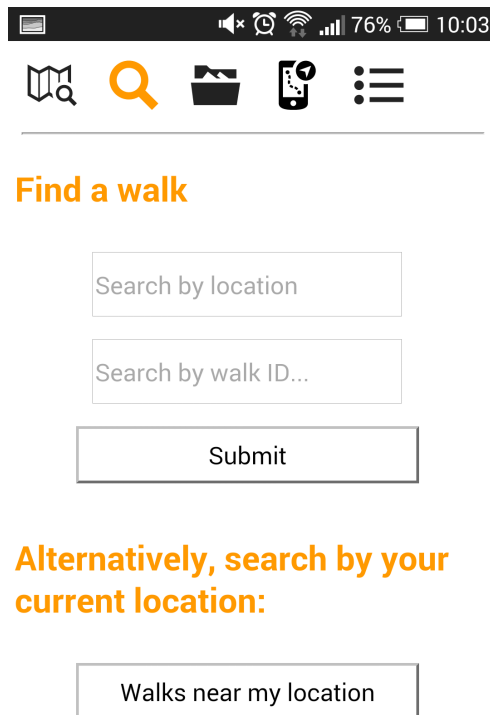 76% 10:03
Find a walk
Search by location
Search by walk ID...
Submit
Alternatively, search by your
current location:
Walks near my location